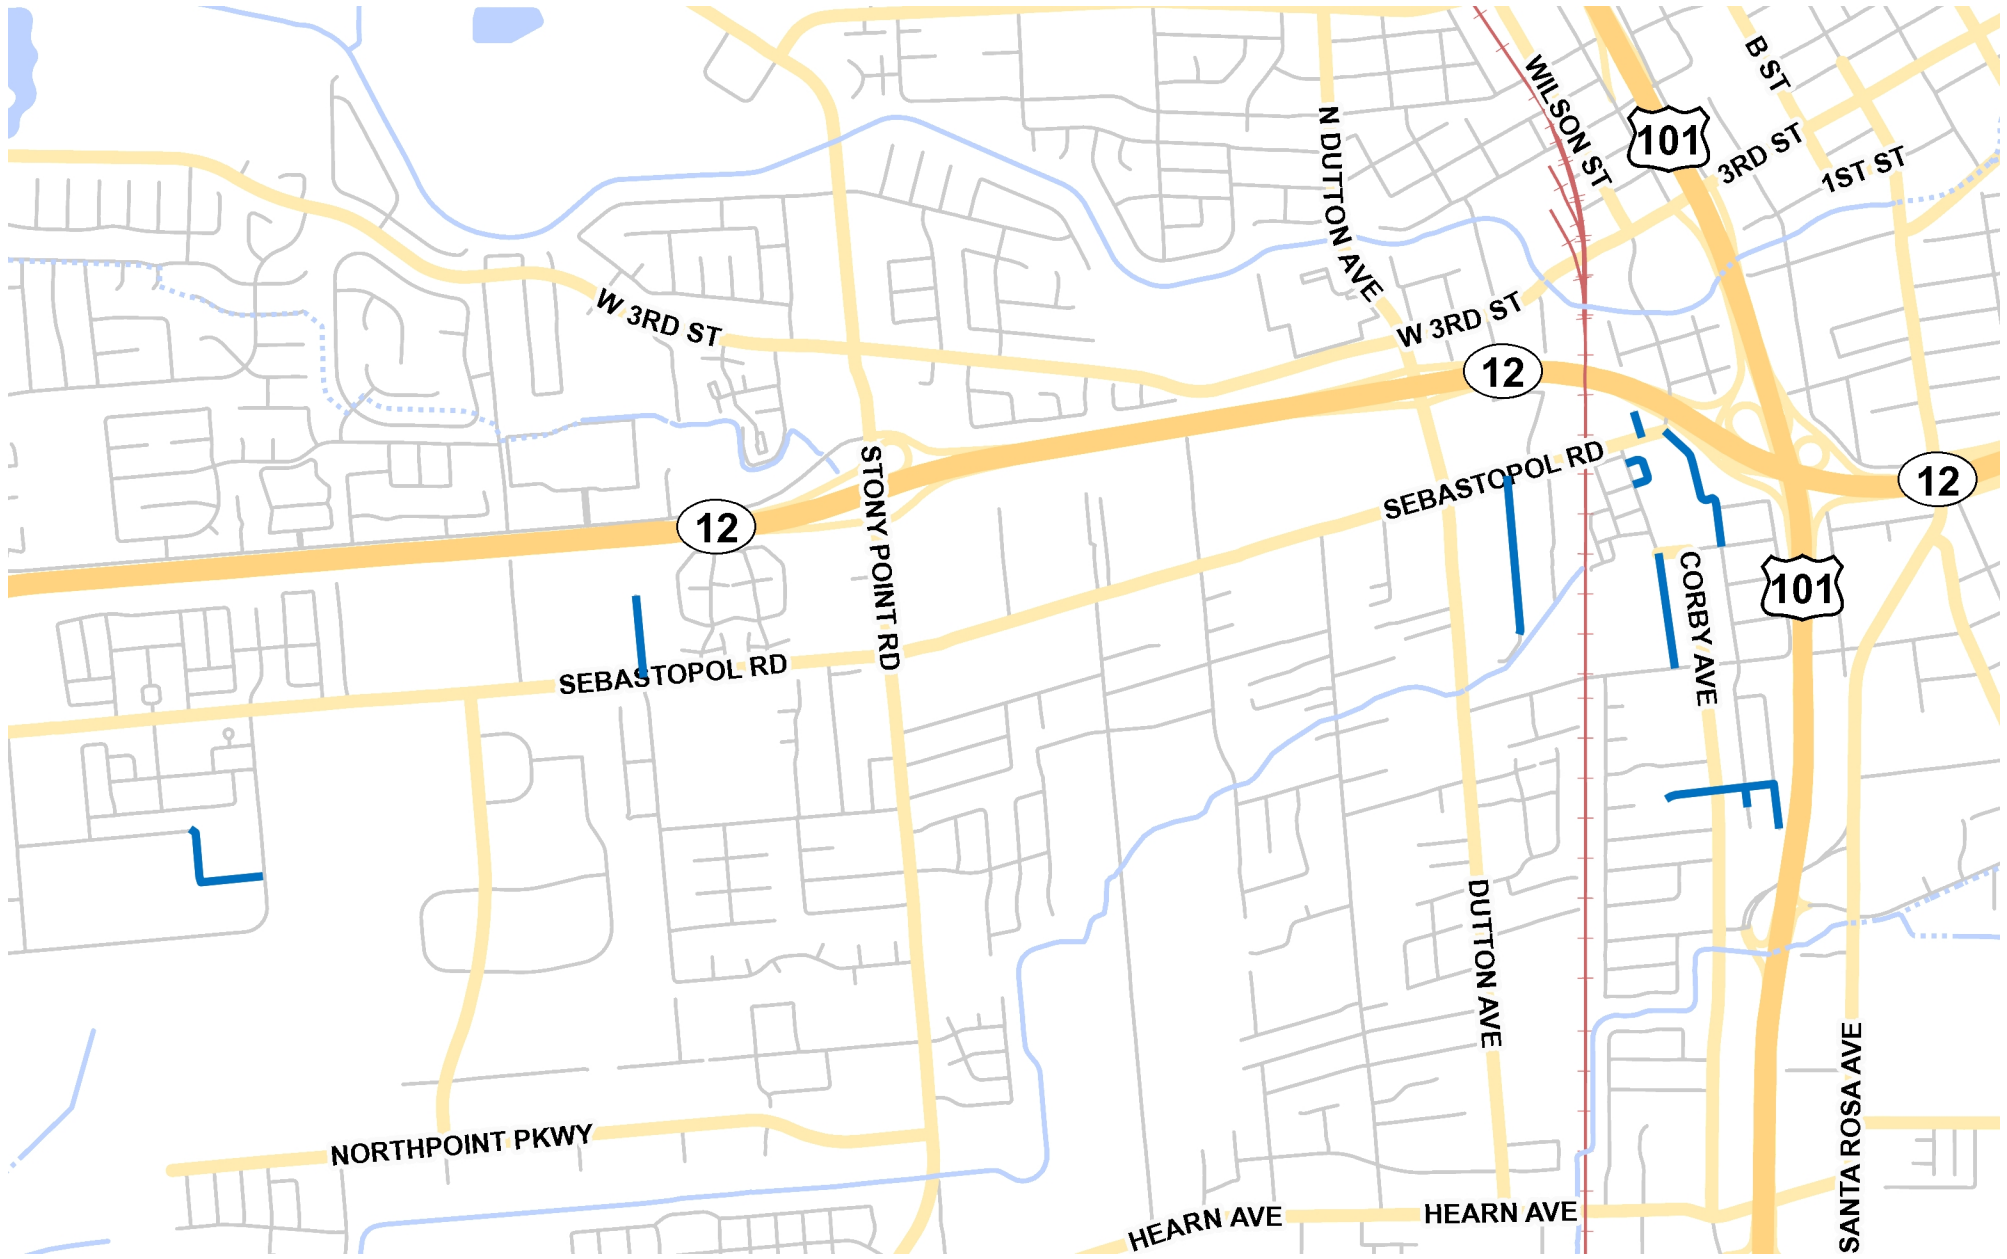 B ST
WILSON ST
101
3RD ST
1ST ST
N DUTTON AVE
W 3RD ST
W 3RD ST
12
SEBASTOPOL RD
12
12
STONY POINT RD
CORBY AVE
101
SEBASTOPOL RD
DUTTON AVE
SANTA ROSA AVE
NORTHPOINT PKWY
HEARN AVE
HEARN AVE